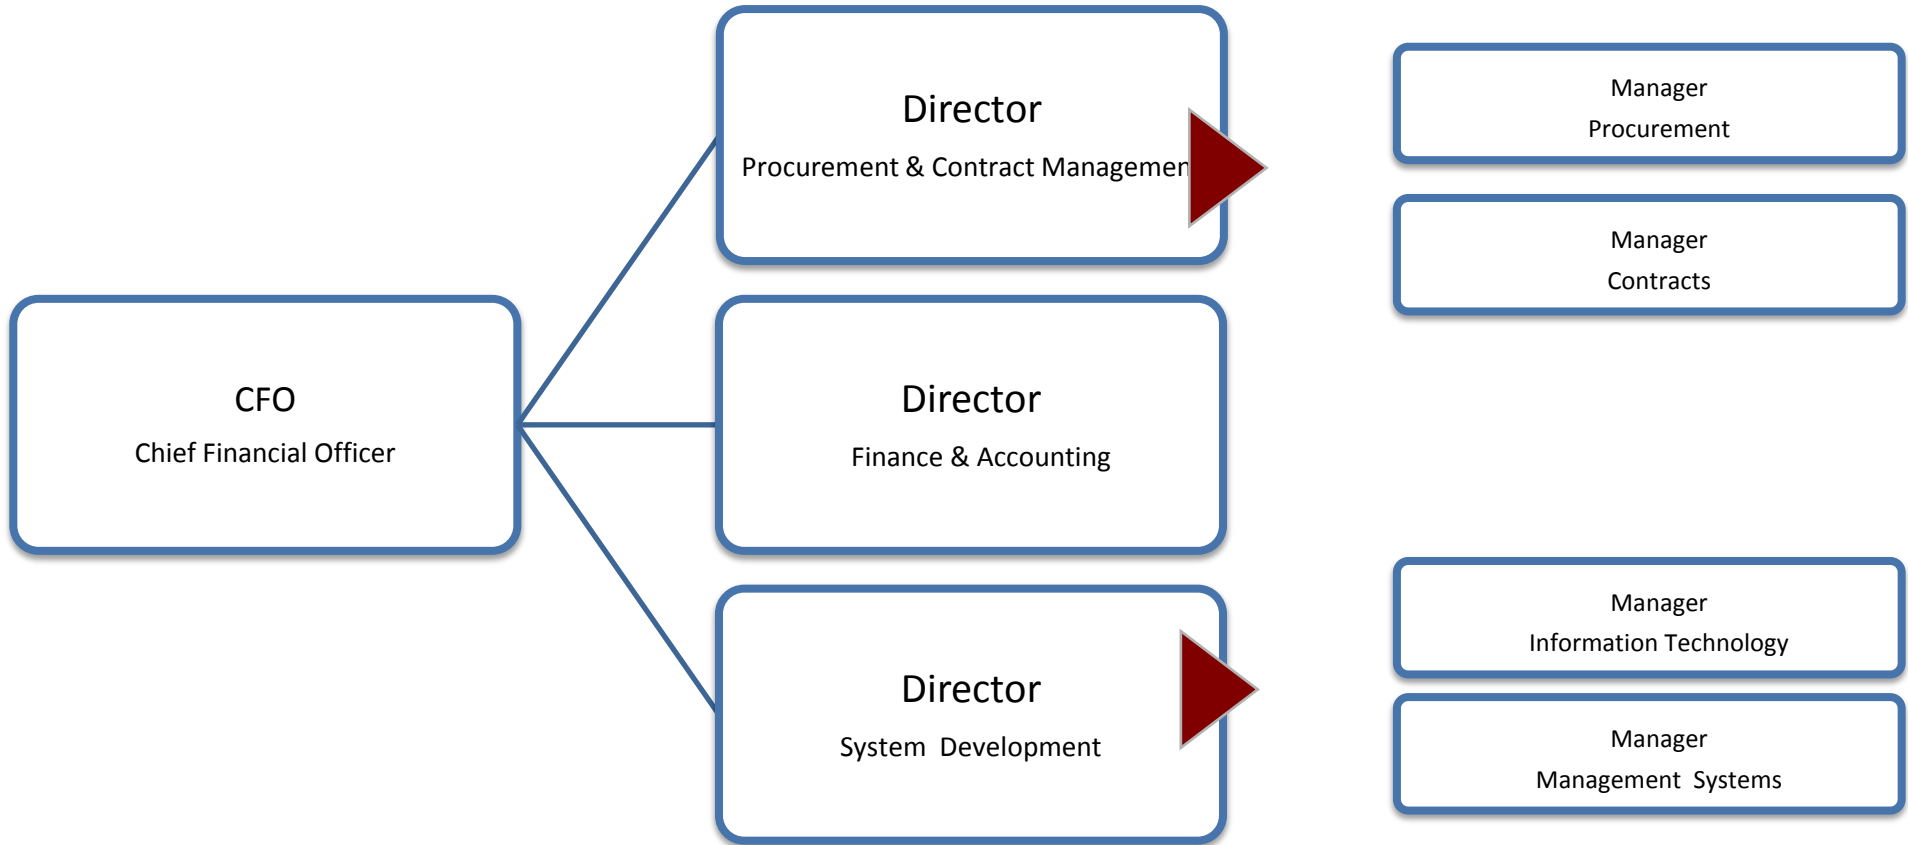 Director
Procurement & Contract Managemen
Manager
Procurement
Manager
Contracts
CFO
Chief Financial Officer
Director
Finance & Accounting
Director
System  Development
Manager
Information Technology
Manager
Management  Systems